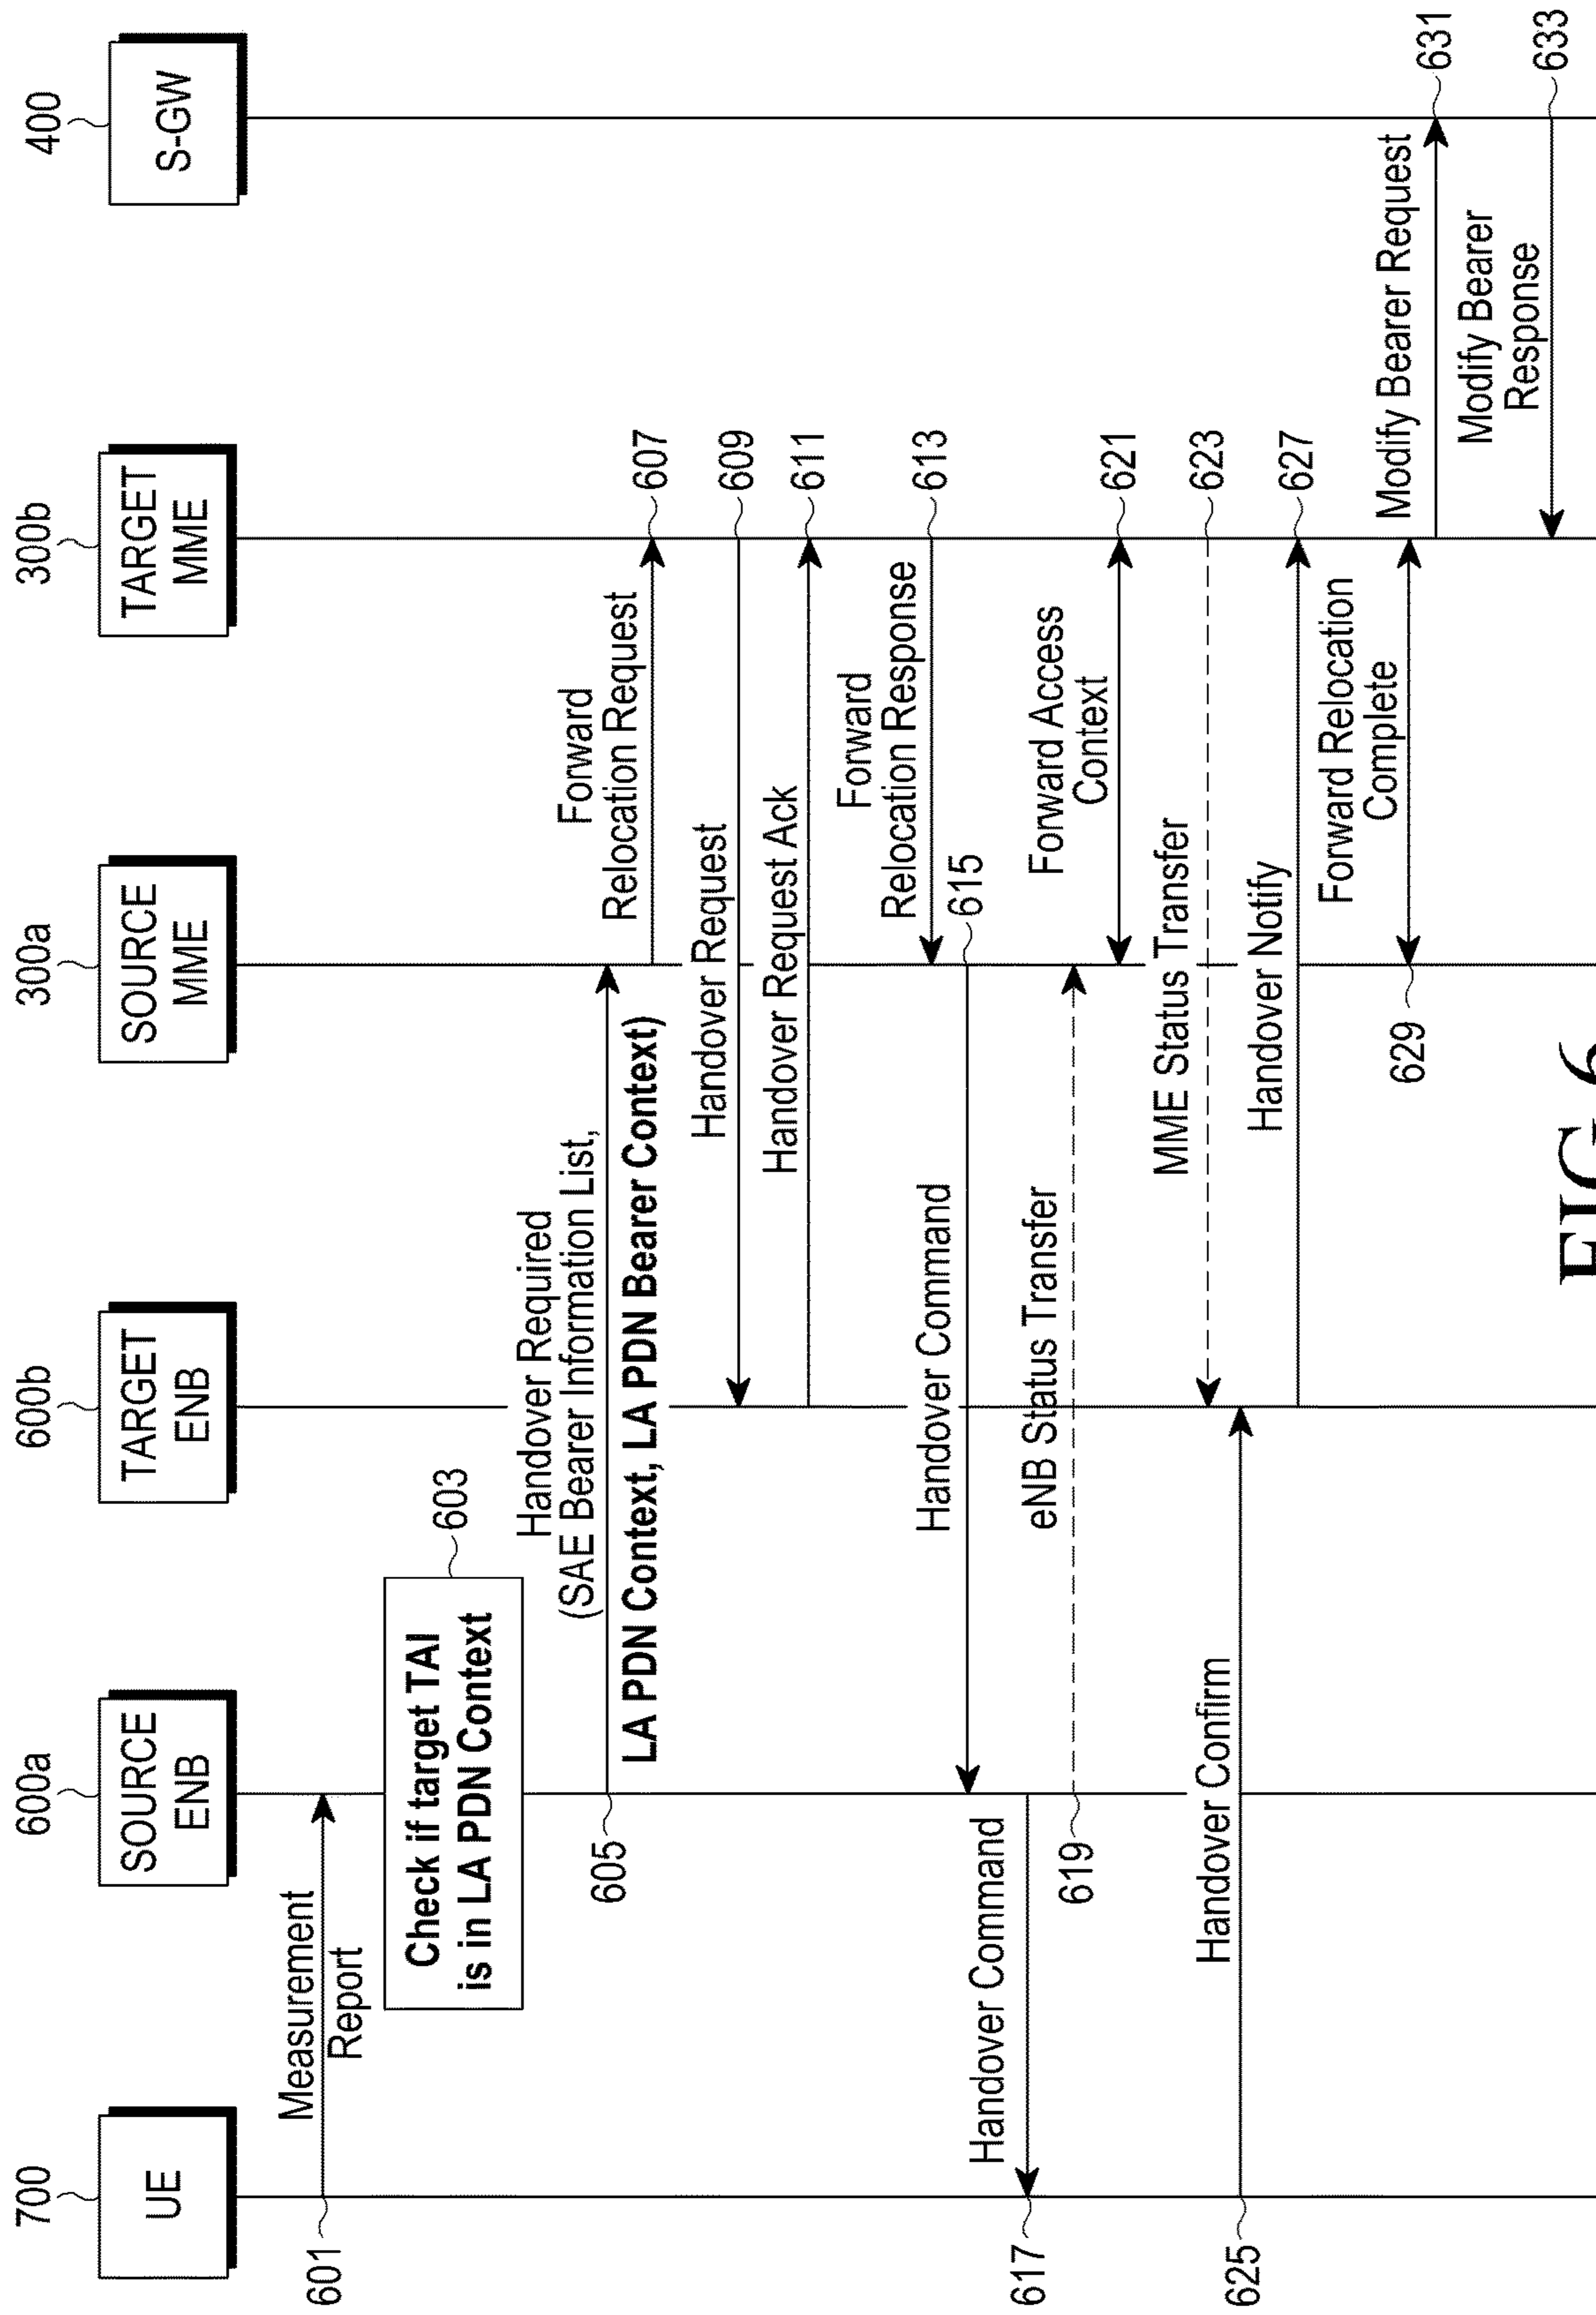 700
UE
600a
SOURCE
ENB
600b
TARGET
ENB
300a
SOURCE
MME
300b
TARGET
MME
400
S-GW
601
Measurement
Report
603
Check if target TAI
is in LA PDN Context
605
Handover Required
(SAE Bearer Information List,
LA PDN Context, LA PDN Bearer Context)
Forward
Relocation Request
607
Handover Request
609
Handover Request Ack
611
Forward
Relocation Response
613
Handover Command
615
Handover Command
617
eNB Status Transfer
619
Forward Access
Context
621
MME Status Transfer
623
Handover Confirm
625
Handover Notify
627
Forward Relocation
Complete
629
Modify Bearer Request
631
Modify Bearer
Response
633